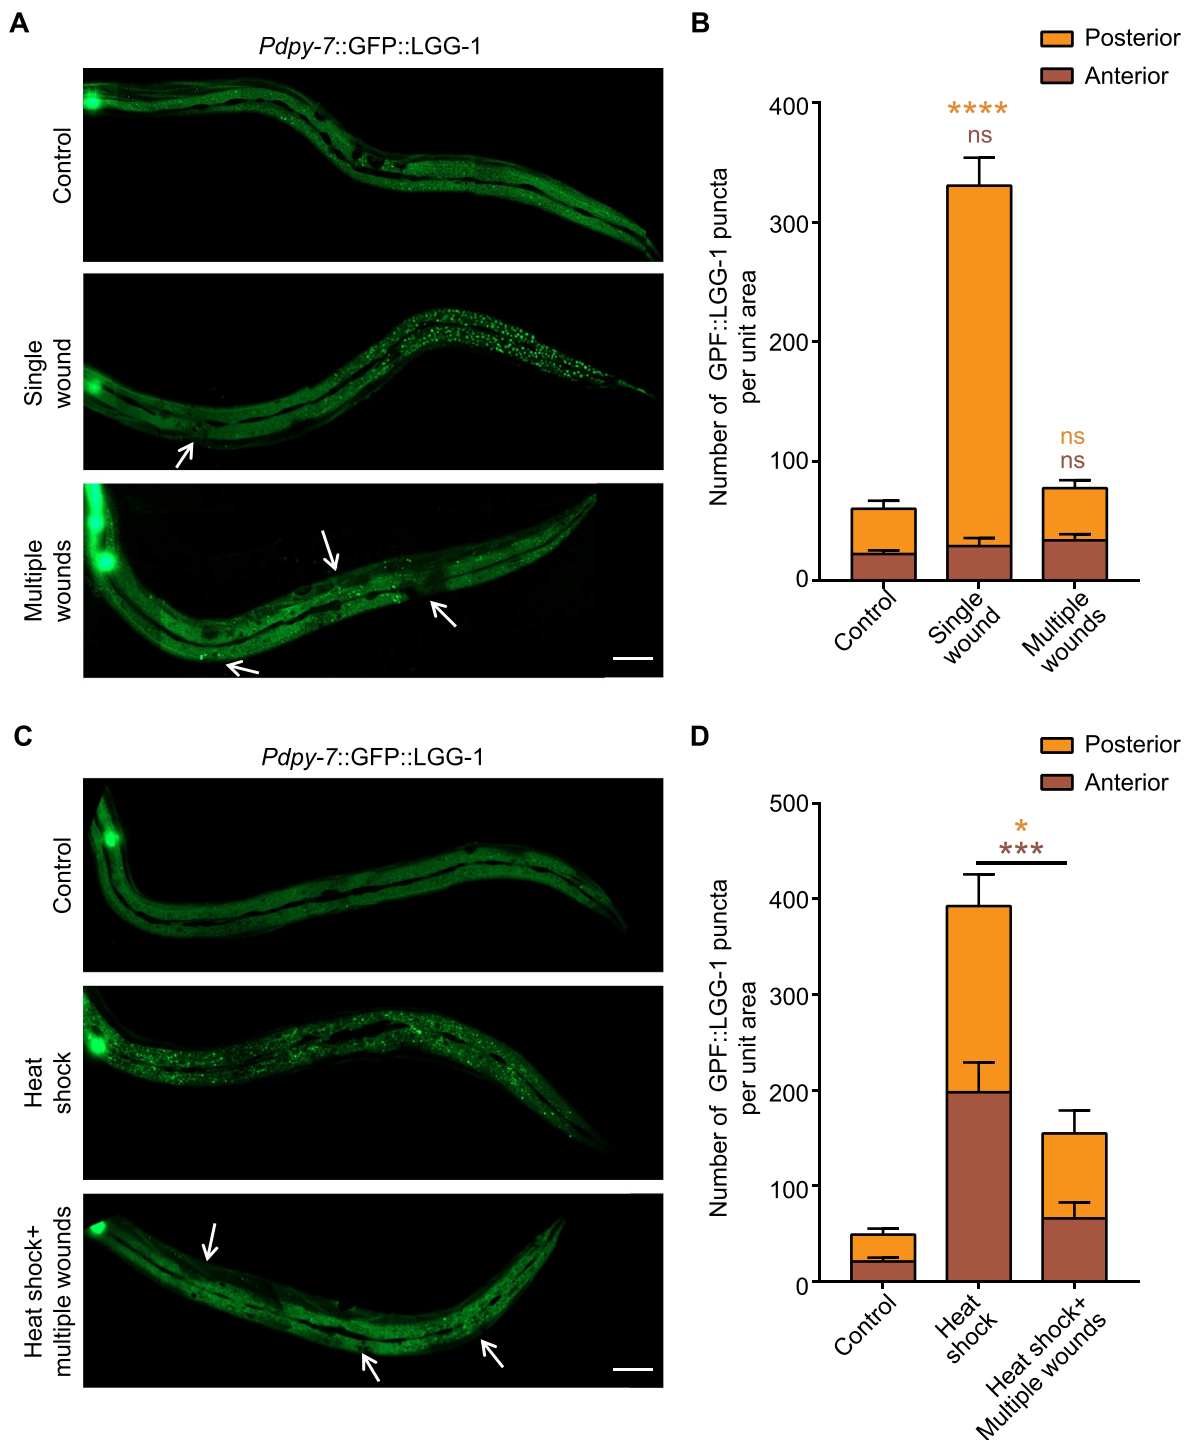 A
Pdpy-7::GFP::LGG-1
Control
Single
wound
Multiple
wounds
B
Posterior
Anterior
Number of GPF::LGG-1 puncta
per unit area
400
300
200
100
0
****
ns
ns
ns
Control
Single
wound
Multiple
wounds
C
Pdpy-7::GFP::LGG-1
Control
Heat
shock
Heat shock+
multiple wounds
D
Posterior
Anterior
Number of GPF::LGG-1 puncta
per unit area
500
400
300
200
100
0
*
***
Control
Heat
shock
Heat shock+
Multiple wounds